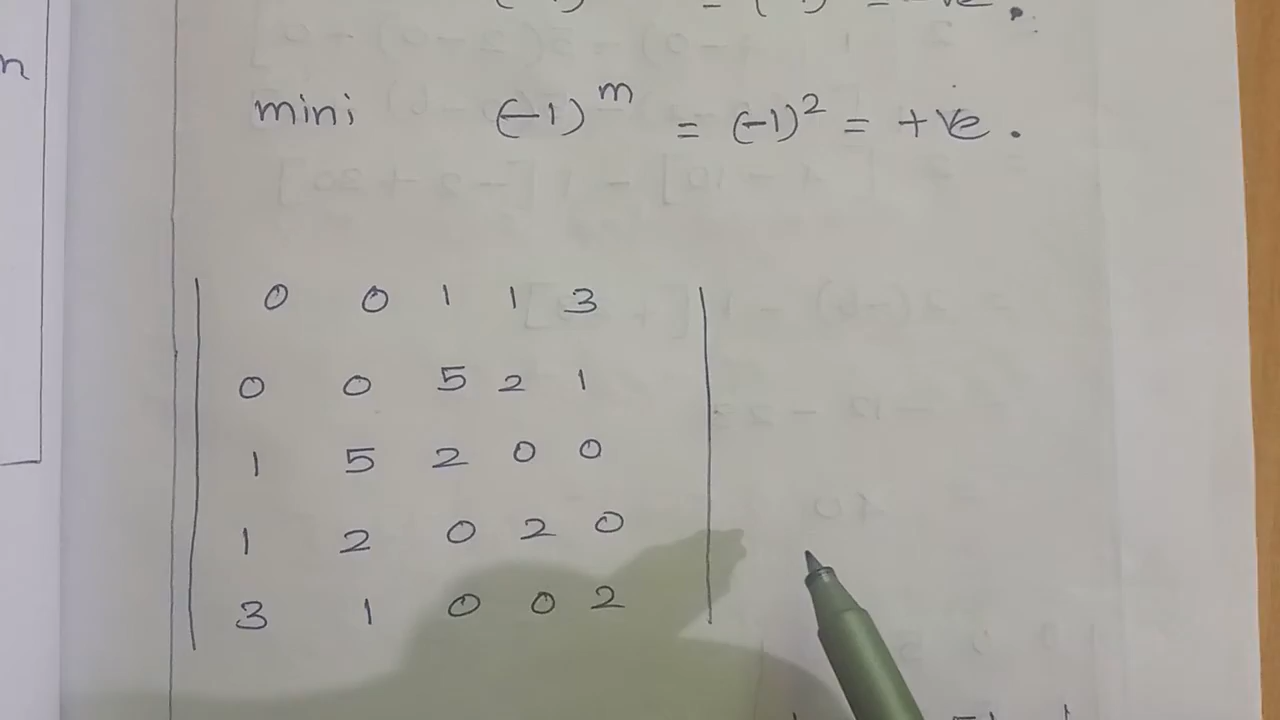 n
mini (-1)^m = (-1)^2 = +ve .
0 0 1 1 3
0 0 5 2 1
1 5 2 0 0
1 2 0 2 0
3 1 0 0 2